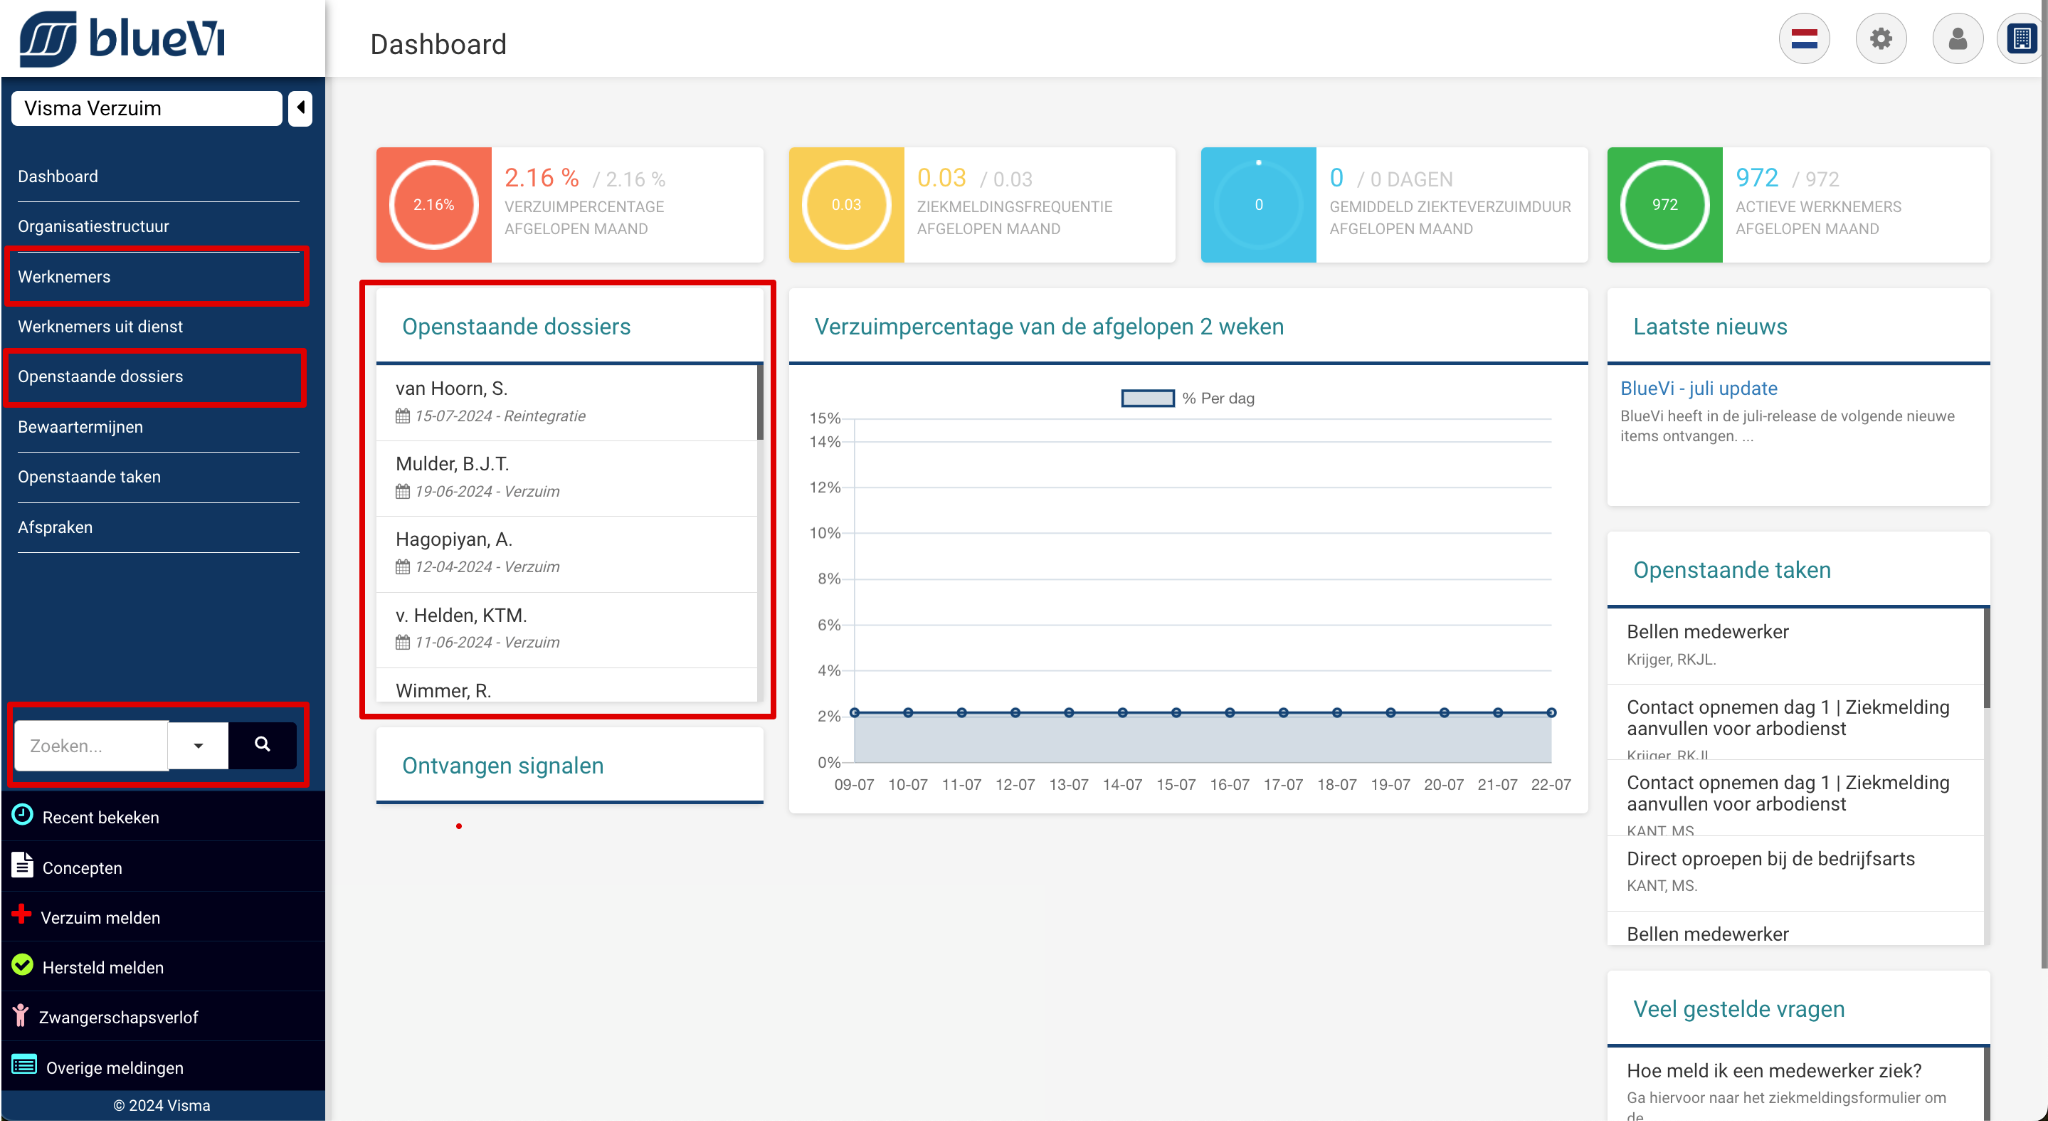 blueVi
Dashboard
Visma Verzuim
Dashboard
Organisatiestructuur
Werknemers
Werknemers uit dienst
Openstaande dossiers
Bewaartermijnen
Openstaande taken
Afspraken
Zoeken...
Recent bekeken
Concepten
Verzuim melden
Hersteld melden
Zwangerschapsverlof
Overige meldingen
© 2024 Visma
2.16%
2.16 % / 2.16 %
VERZUIMPERCENTAGE
AFGELOPEN MAAND
0.03
0.03 / 0.03
ZIEKMELDINGSFREQUENTIE
AFGELOPEN MAAND
0
0 / 0 DAGEN
GEMIDDELD ZIEKTEVERZUIMDUUR
AFGELOPEN MAAND
972
972 / 972
ACTIEVE WERKNEMERS
AFGELOPEN MAAND
Openstaande dossiers
van Hoorn, S.
15-07-2024 - Reintegratie
Mulder, B.J.T.
19-06-2024 - Verzuim
Hagopiyan, A.
12-04-2024 - Verzuim
v. Helden, KTM.
11-06-2024 - Verzuim
Wimmer, R.
Ontvangen signalen
Verzuimpercentage van de afgelopen 2 weken
% Per dag
15%
14%
12%
10%
8%
6%
4%
2%
0%
09-07 10-07 11-07 12-07 13-07 14-07 15-07 16-07 17-07 18-07 19-07 20-07 21-07 22-07
Laatste nieuws
BlueVi - juli update
BlueVi heeft in de juli-release de volgende nieuwe
items ontvangen. ...
Openstaande taken
Bellen medewerker
Krijger, RKJL.
Contact opnemen dag 1 | Ziekmelding
aanvullen voor arbodienst
Krijger, RKJL
Contact opnemen dag 1 | Ziekmelding
aanvullen voor arbodienst
KANT, MS
Direct oproepen bij de bedrijfsarts
KANT, MS.
Bellen medewerker
Veel gestelde vragen
Hoe meld ik een medewerker ziek?
Ga hiervoor naar het ziekmeldingsformulier om
de